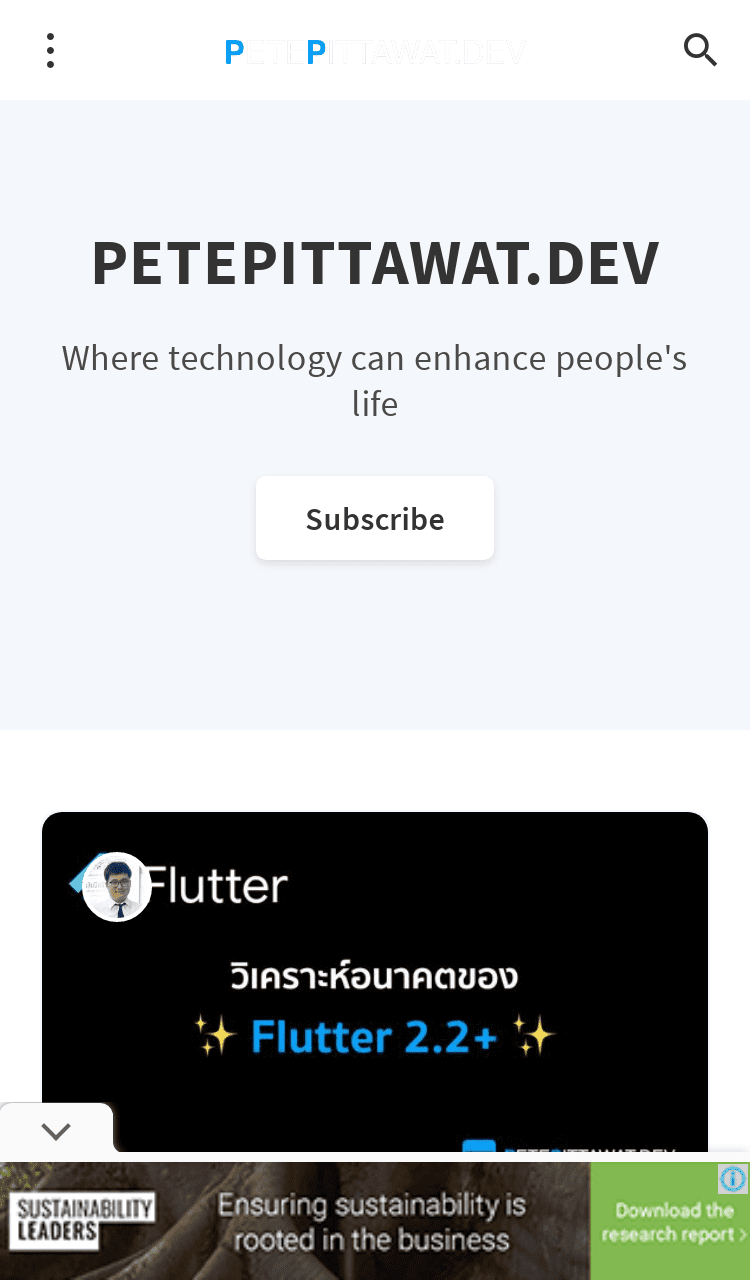 PETEPITTAWAT.DEV
PETEPITTAWAT.DEV
Where technology can enhance people's
life
Subscribe
Flutter
วิเคราะห์อนาคตของ
✨ Flutter 2.2+ ✨
PETEPITTAWAT.DEV
SUSTAINABILITY
LEADERS
Ensuring sustainability is
rooted in the business
Download the
research report >